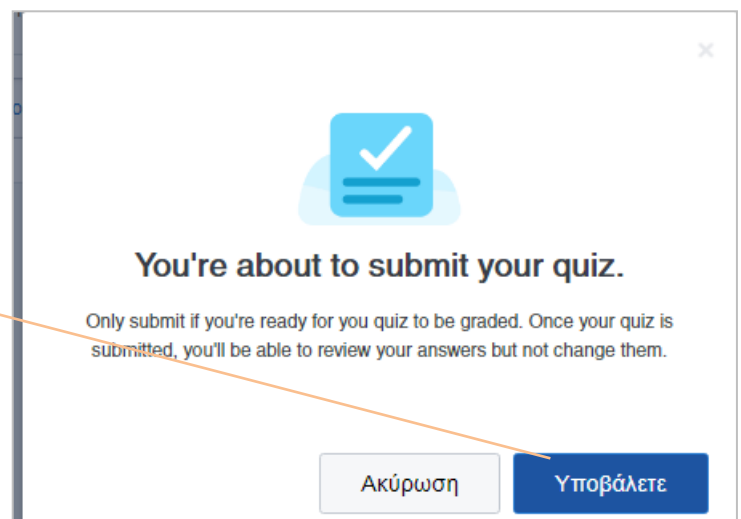 You're about to submit your quiz.
Only submit if you're ready for you quiz to be graded. Once your quiz is
submitted, you'll be able to review your answers but not change them.
Ακύρωση Υποβάλετε